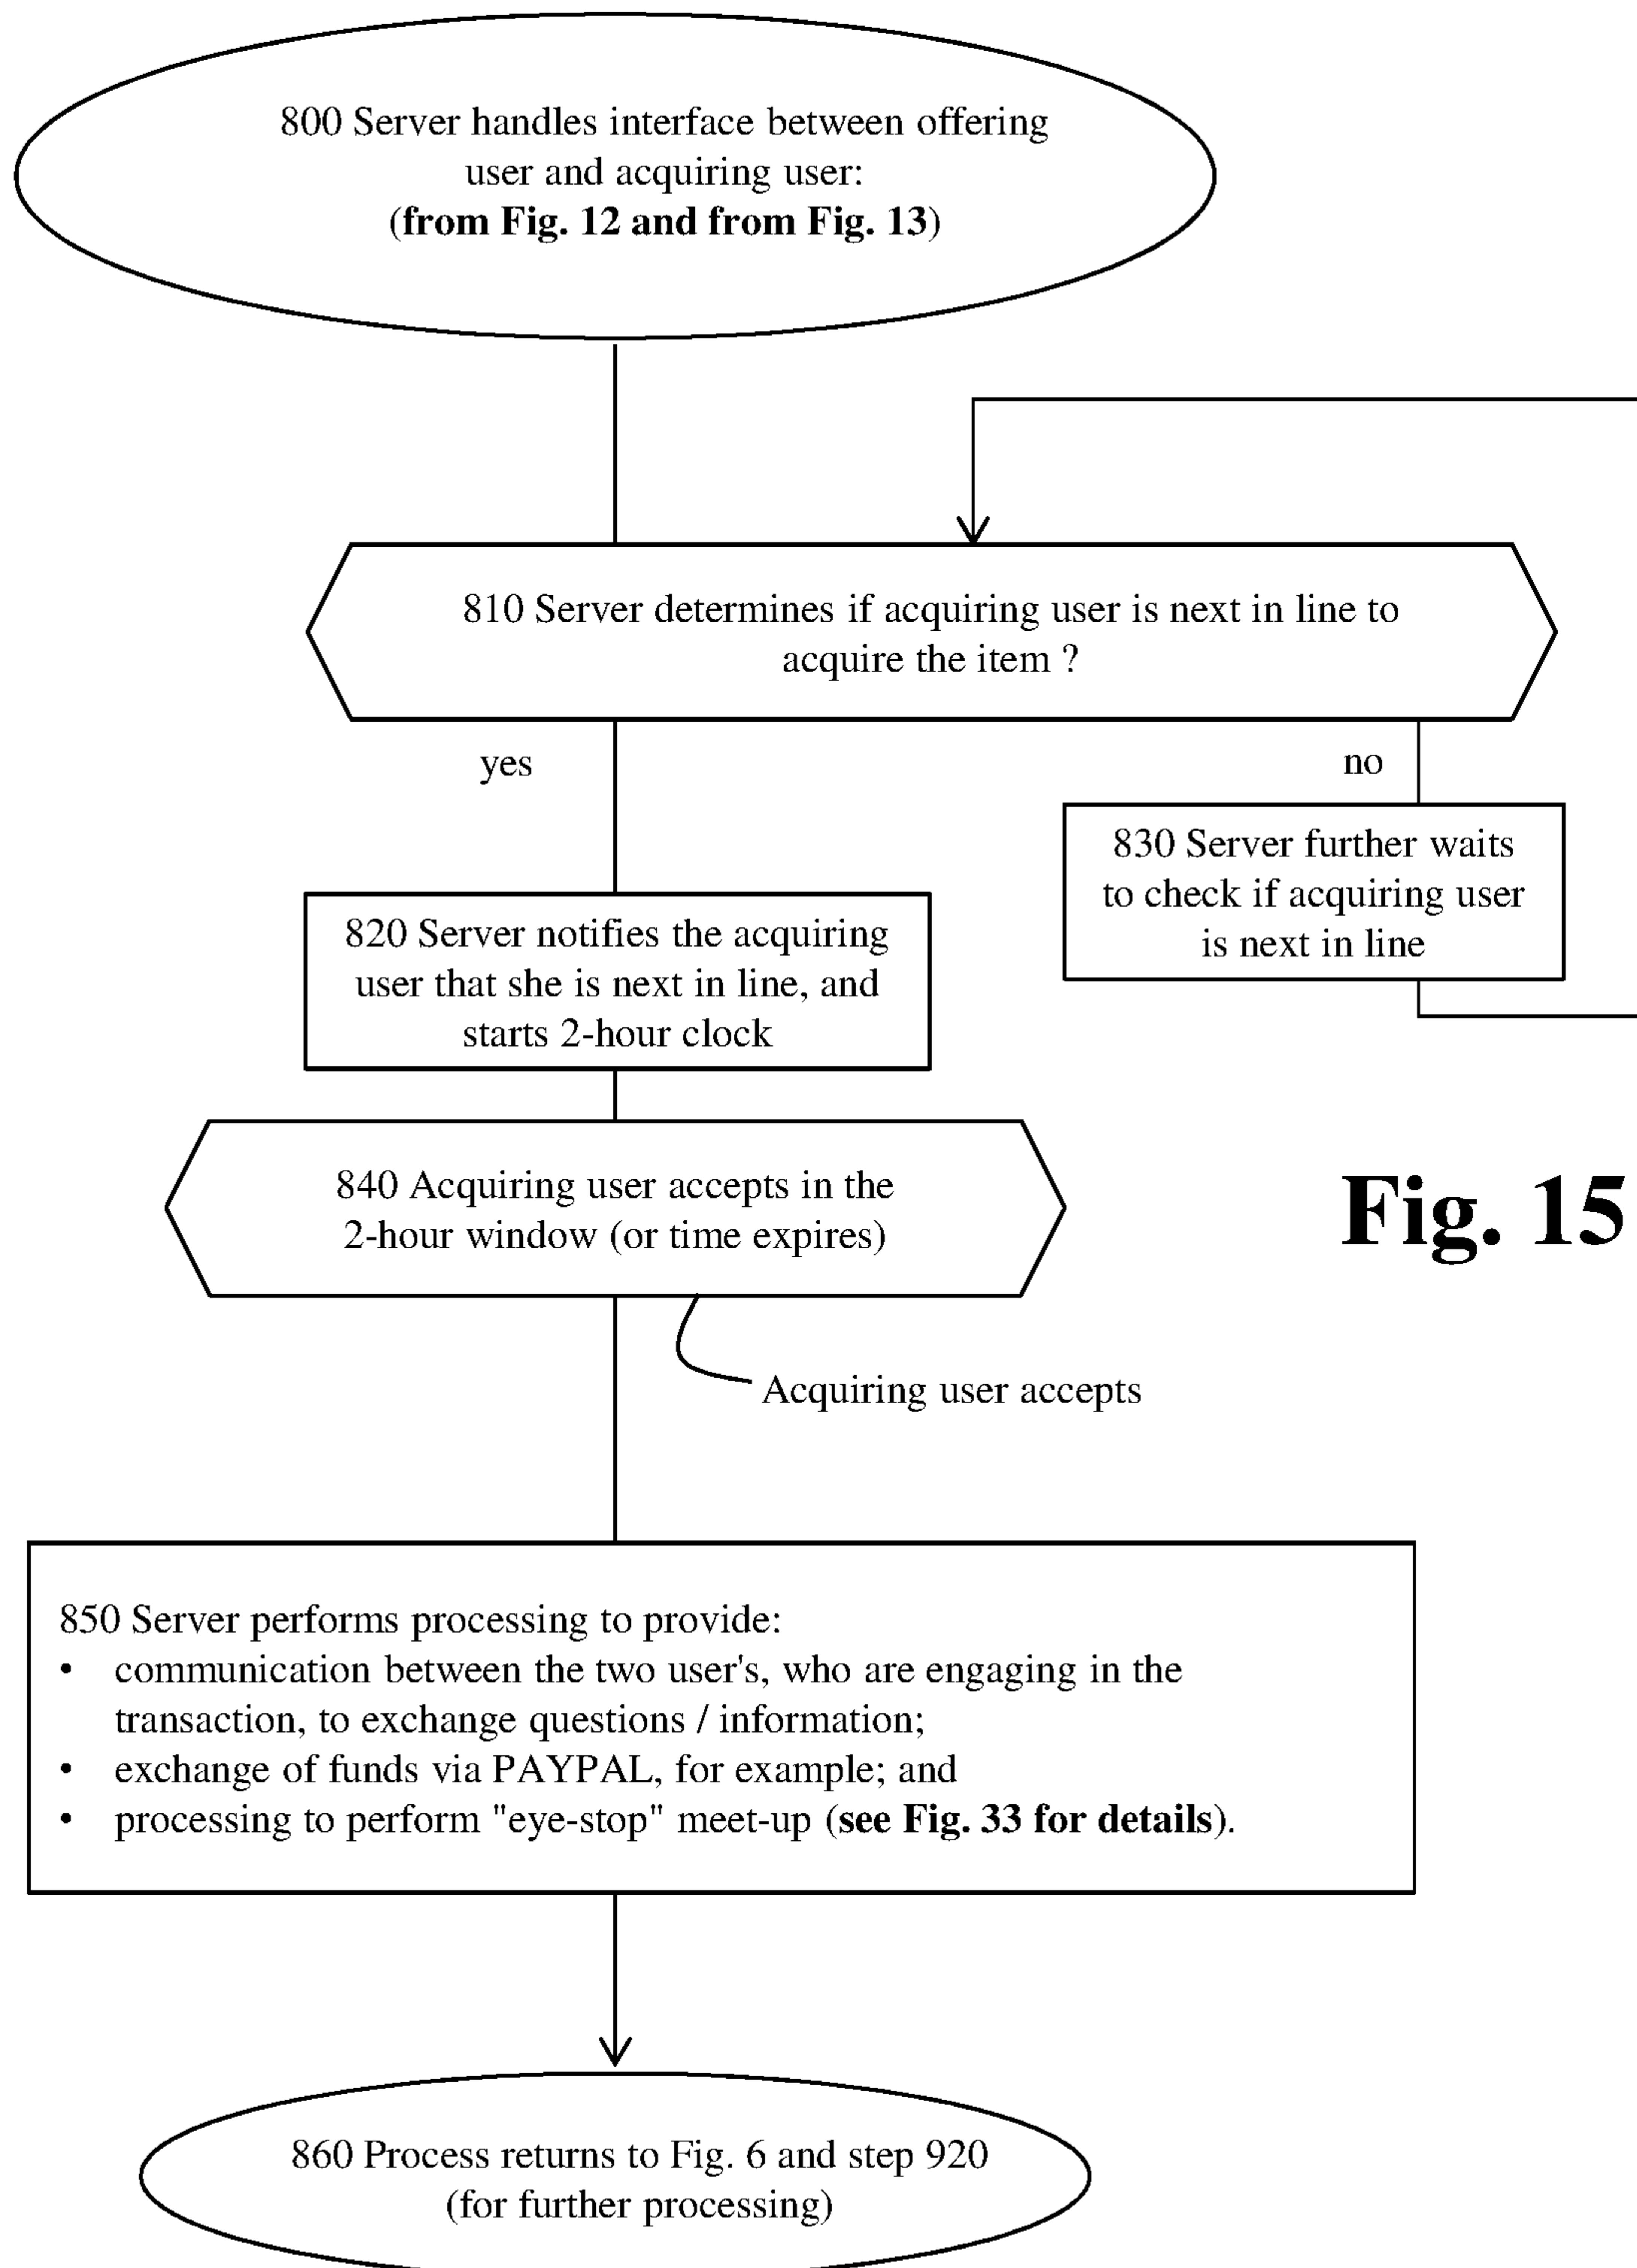 800 Server handles interface between offering
user and acquiring user:
(from Fig. 12 and from Fig. 13)
810 Server determines if acquiring user is next in line to
acquire the item ?
yes
no
830 Server further waits
to check if acquiring user
is next in line
820 Server notifies the acquiring
user that she is next in line, and
starts 2-hour clock
840 Acquiring user accepts in the
2-hour window (or time expires)
Fig. 15
Acquiring user accepts
850 Server performs processing to provide:
• communication between the two user's, who are engaging in the
transaction, to exchange questions / information;
• exchange of funds via PAYPAL, for example; and
• processing to perform "eye-stop" meet-up (see Fig. 33 for details).
860 Process returns to Fig. 6 and step 920
(for further processing)